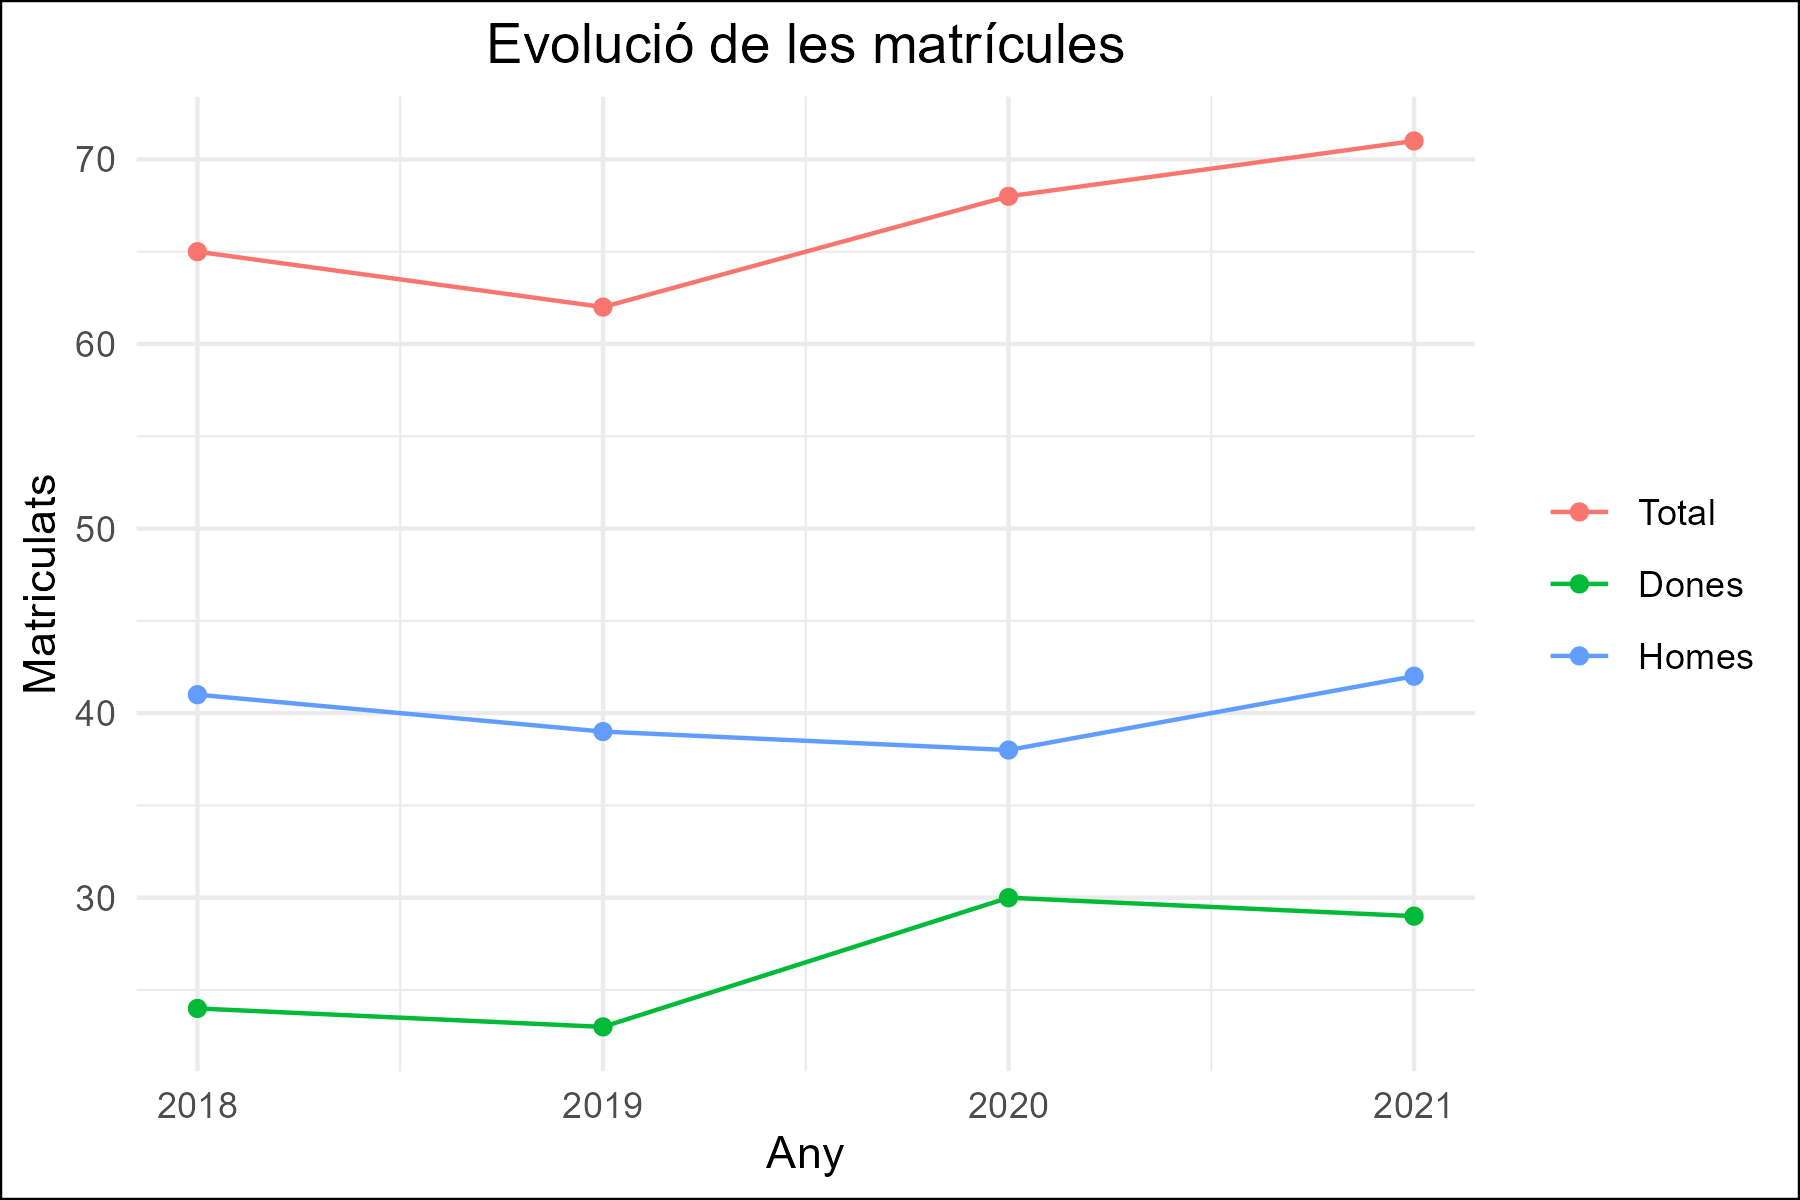 Evolució de les matrícules
70
60
50
40
30
Matriculats
2018
2019
2020
2021
Any
Total
Dones
Homes